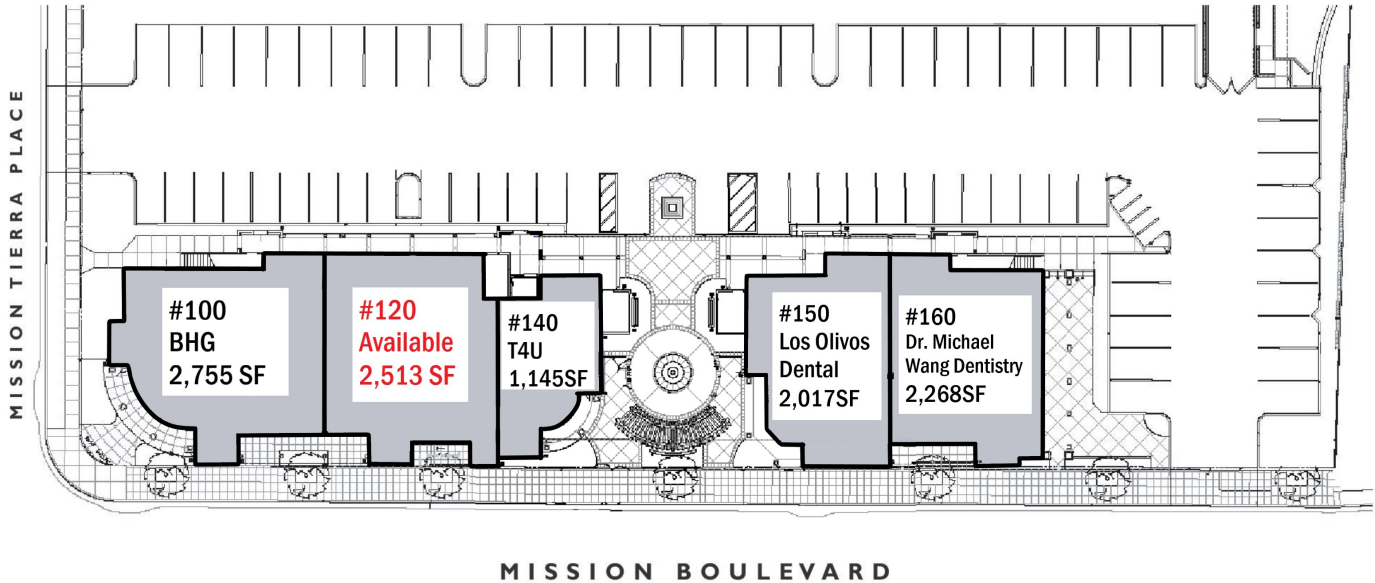 MISSION TIERRA PLACE
#100
BHG
2,755 SF
#120
Available
2,513 SF
#140
T4U
1,145SF
#150
Los Olivos
Dental
2,017SF
#160
Dr. Michael
Wang Dentistry
2,268SF
MISSION BOULEVARD